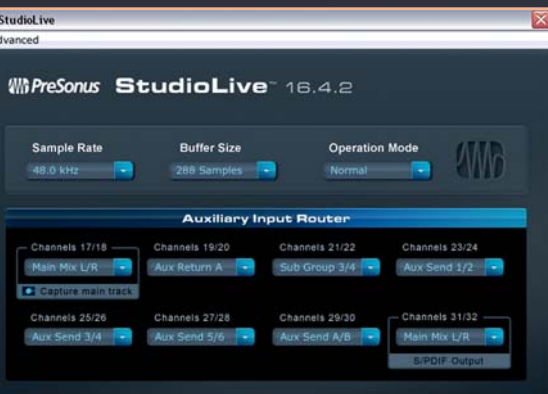 StudioLive
dvanced
PreSonus StudioLive™ 16.4.2
Sample Rate Buffer Size Operation Mode
48.0 kHz 288 Samples Normal
Auxiliary Input Router
Channels 17/18 Channels 19/20 Channels 21/22 Channels 23/24
Main Mix L/R Aux Return A Sub Group 3/4 Aux Send 1/2
Capture main track
Channels 25/26 Channels 27/28 Channels 29/30 Channels 31/32
Aux Send 3/4 Aux Send 5/6 Aux Send A/B Main Mix L/R
S/PDIF Output